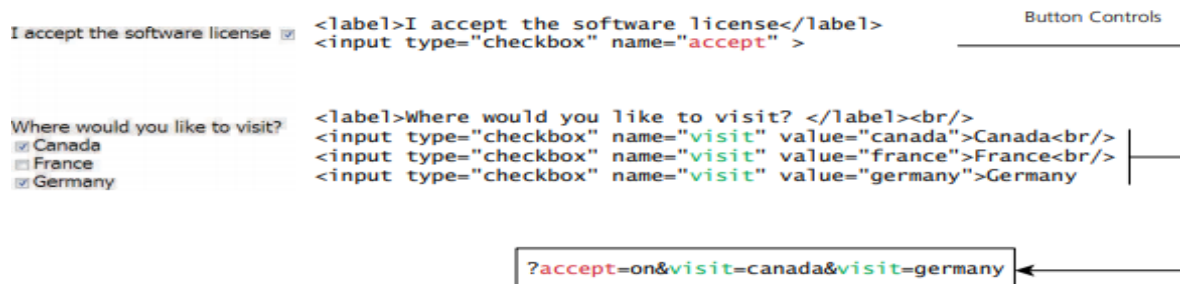 Button Controls
I accept the software license
<label>I accept the software license</label>
<input type="checkbox" name="accept" >
Where would you like to visit?
Canada
France
Germany
<label>Where would you like to visit? </label><br/>
<input type="checkbox" name="visit" value="canada">Canada<br/>
<input type="checkbox" name="visit" value="france">France<br/>
<input type="checkbox" name="visit" value="germany">Germany
?accept=on&visit=canada&visit=germany